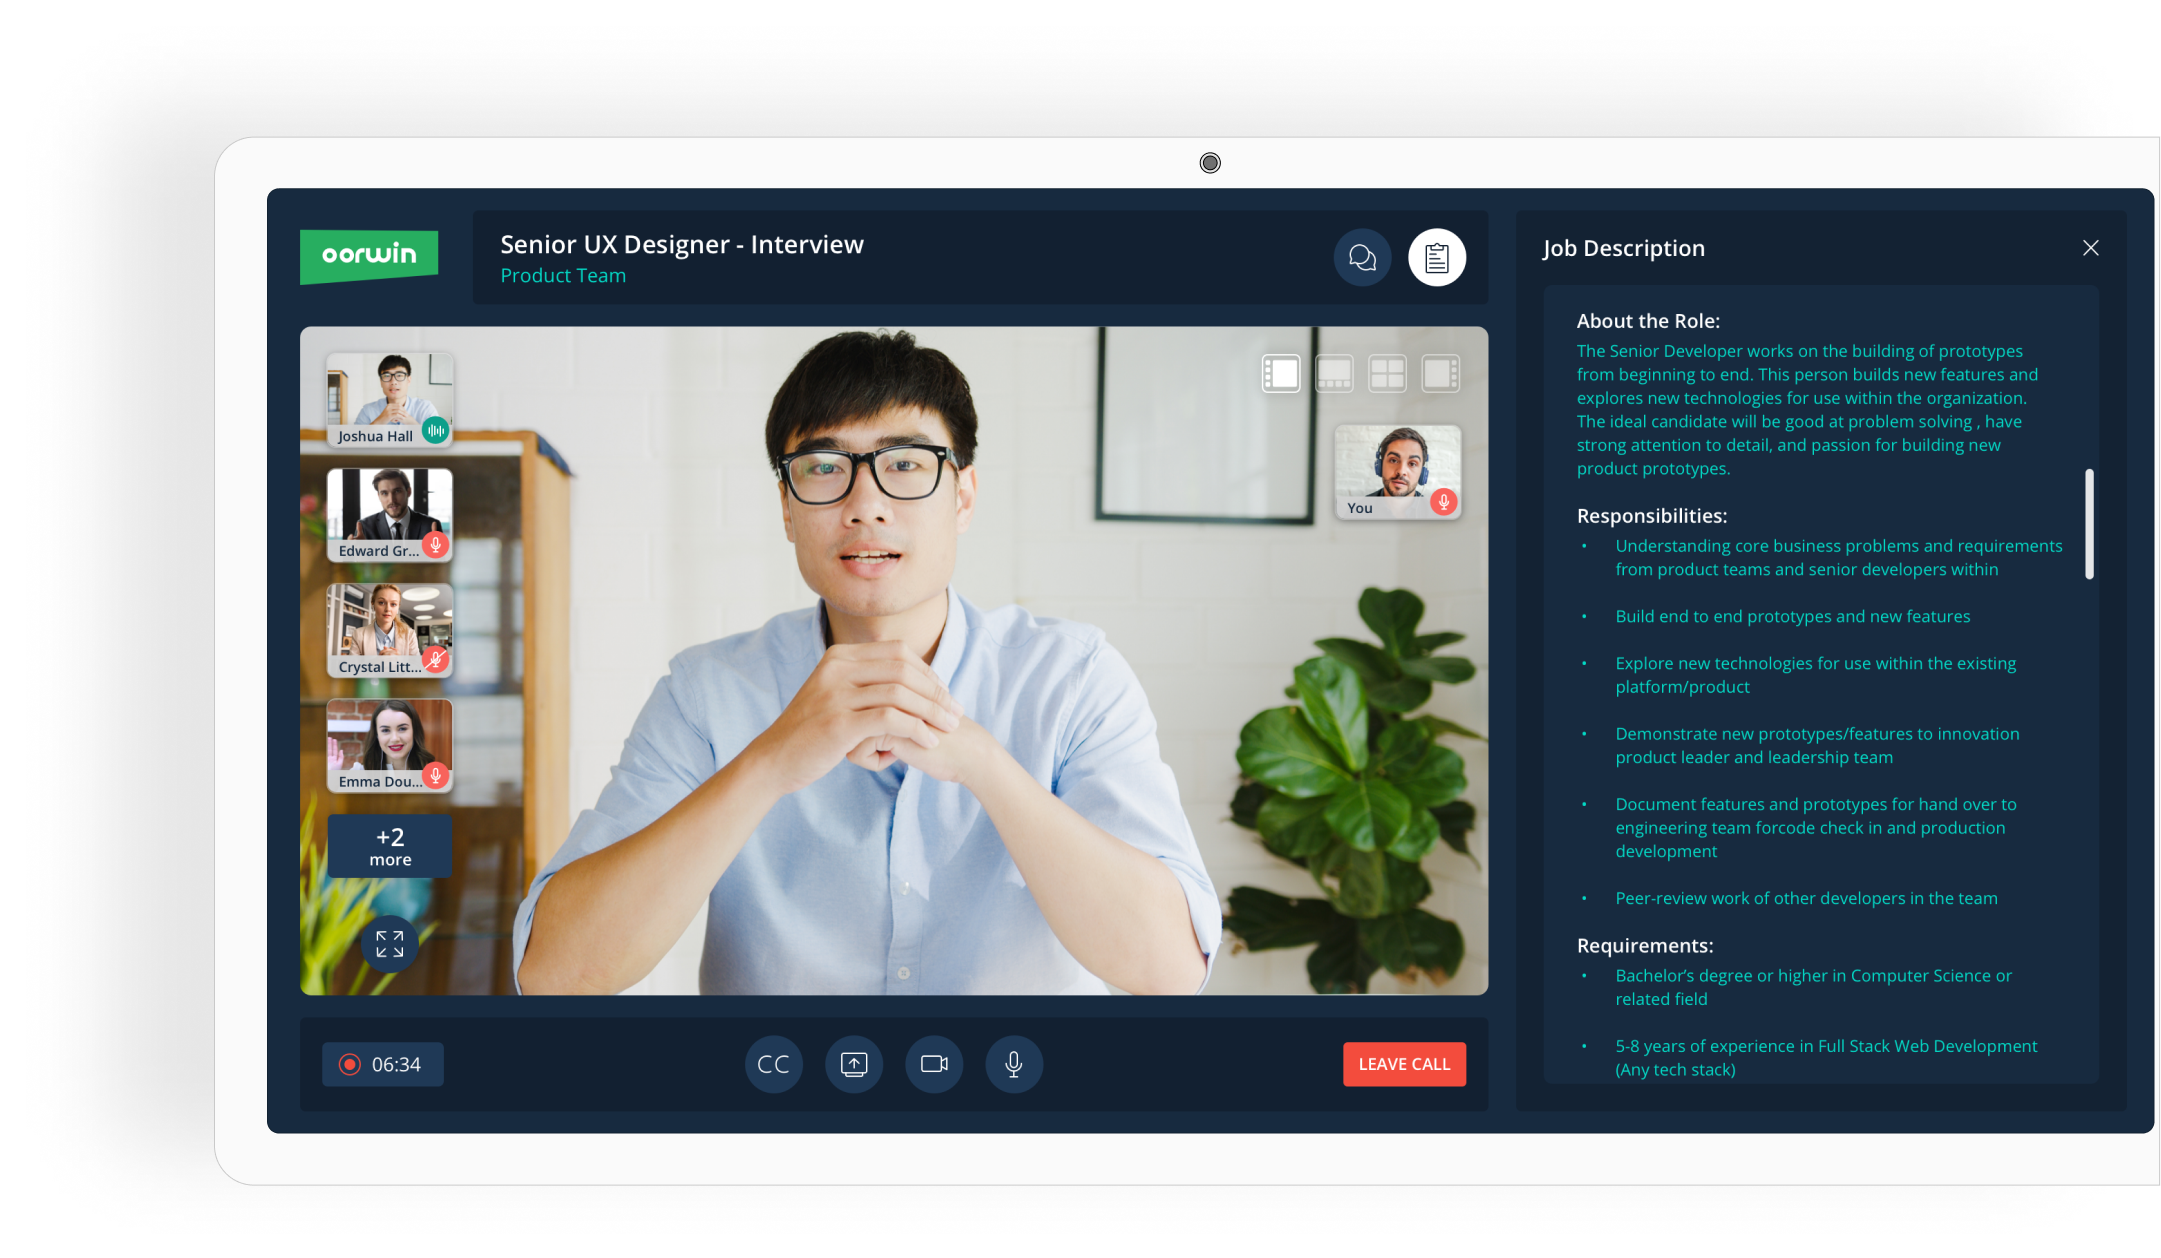 oorwin
Senior UX Designer - Interview
Product Team
Joshua Hall
Edward Gr...
Crystal Litt...
Emma Dou...
+2
more
You
06:34
CC
LEAVE CALL
Job Description
About the Role:
The Senior Developer works on the building of prototypes
from beginning to end. This person builds new features and
explores new technologies for use within the organization.
The ideal candidate will be good at problem solving , have
strong attention to detail, and passion for building new
product prototypes.
Responsibilities:
• Understanding core business problems and requirements
from product teams and senior developers within
• Build end to end prototypes and new features
• Explore new technologies for use within the existing
platform/product
• Demonstrate new prototypes/features to innovation
product leader and leadership team
• Document features and prototypes for hand over to
engineering team forcode check in and production
development
• Peer-review work of other developers in the team
Requirements:
• Bachelor’s degree or higher in Computer Science or
related field
• 5-8 years of experience in Full Stack Web Development
(Any tech stack)